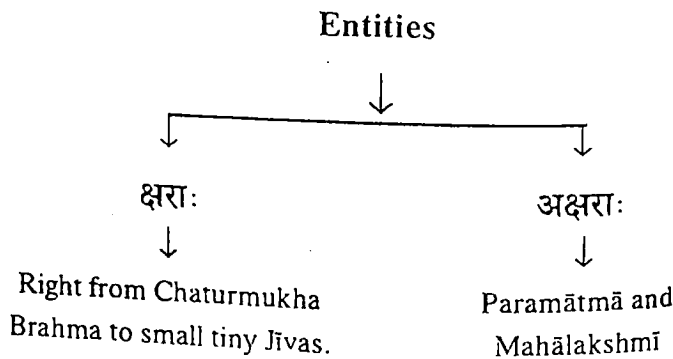 Entities
क्षराः
अक्षराः
Right from Chaturmukha
Brahma to small tiny Jīvas.
Paramātmā and
Mahālakshmī